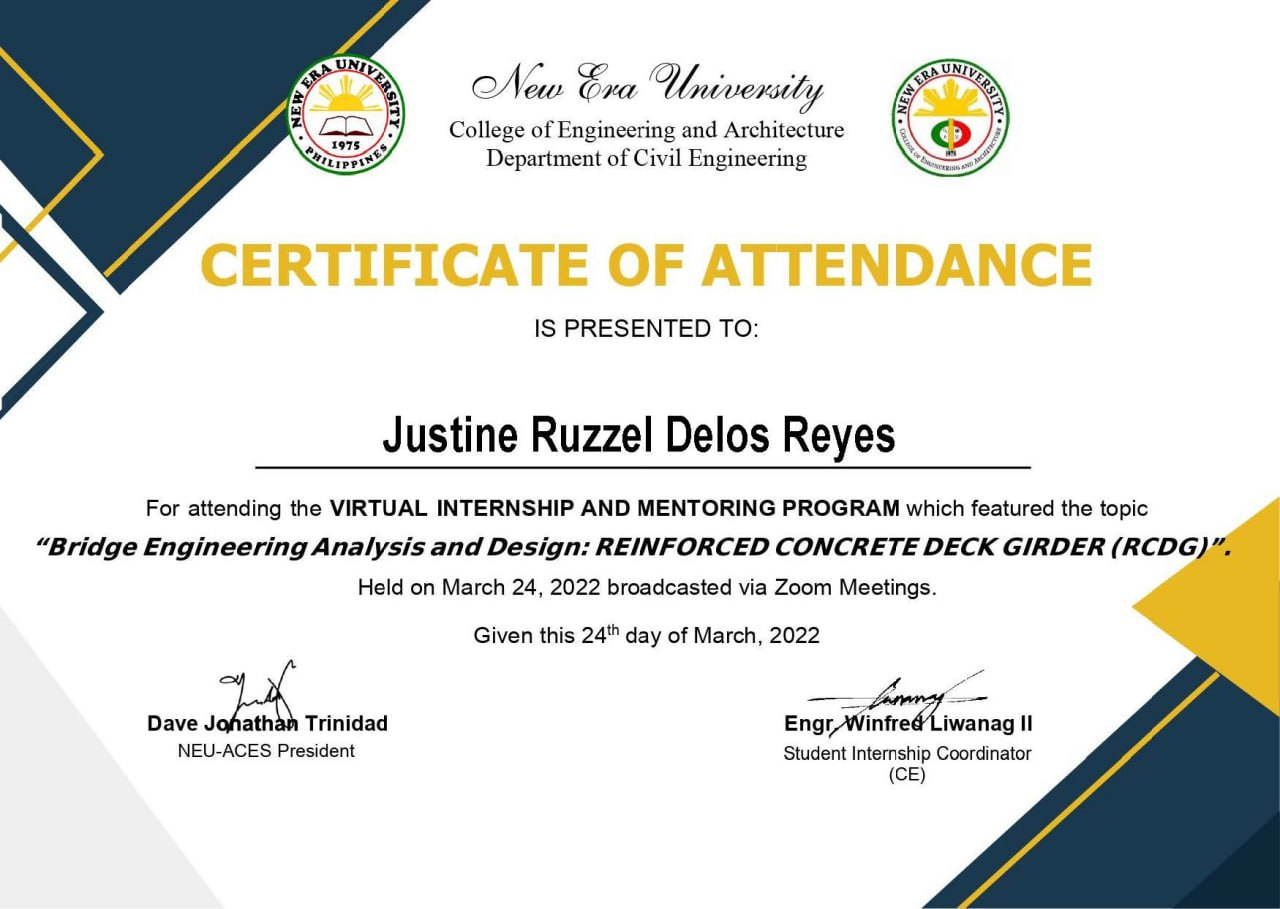 NEW ERA UNIVERSITY
1975
PHILIPPINES
New Era University
College of Engineering and Architecture
Department of Civil Engineering
NEW ERA UNIVERSITY
COLLEGE OF ENGINEERING AND ARCHITECTURE
CERTIFICATE OF ATTENDANCE
IS PRESENTED TO:
Justine Ruzzel Delos Reyes
For attending the VIRTUAL INTERNSHIP AND MENTORING PROGRAM which featured the topic
“Bridge Engineering Analysis and Design: REINFORCED CONCRETE DECK GIRDER (RCDG)”.
Held on March 24, 2022 broadcasted via Zoom Meetings.
Given this 24th day of March, 2022
Dave Jonathan Trinidad
NEU-ACES President
Engr. Winfred Liwanag II
Student Internship Coordinator
(CE)